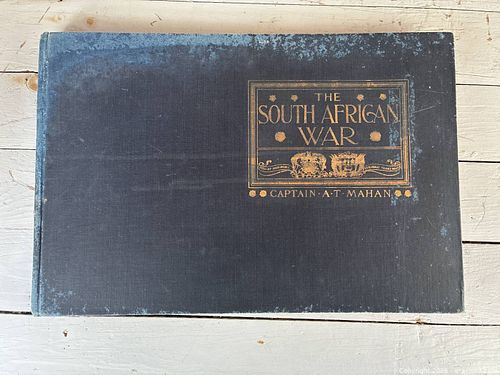 THE
SOUTH AFRICAN
WAR
CAPTAIN·A·T·MAHAN